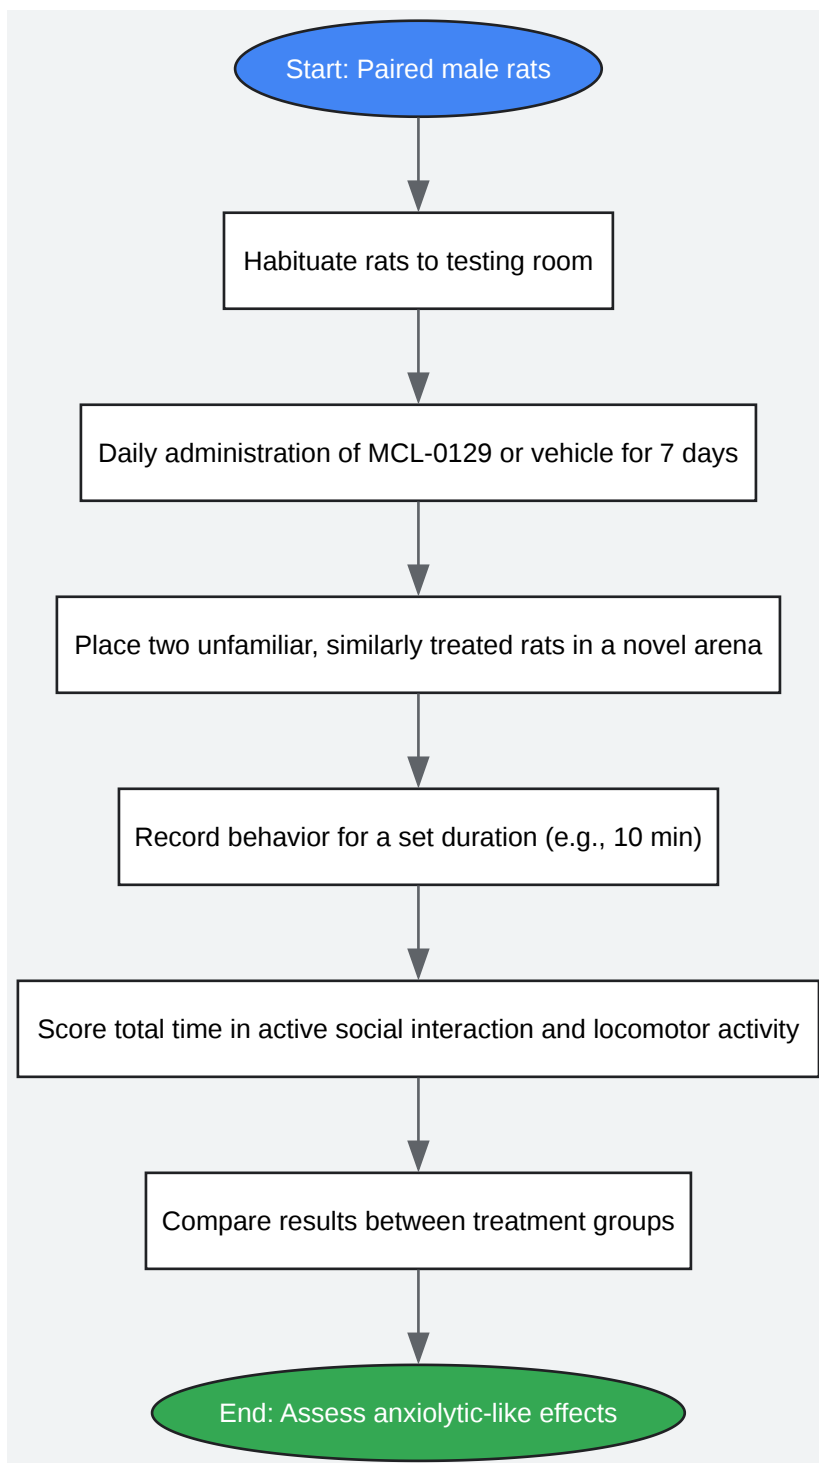 Start: Paired male rats
Habituate rats to testing room
Daily administration of MCL-0129 or vehicle for 7 days
Place two unfamiliar, similarly treated rats in a novel arena
Record behavior for a set duration (e.g., 10 min)
Score total time in active social interaction and locomotor activity
Compare results between treatment groups
End: Assess anxiolytic-like effects